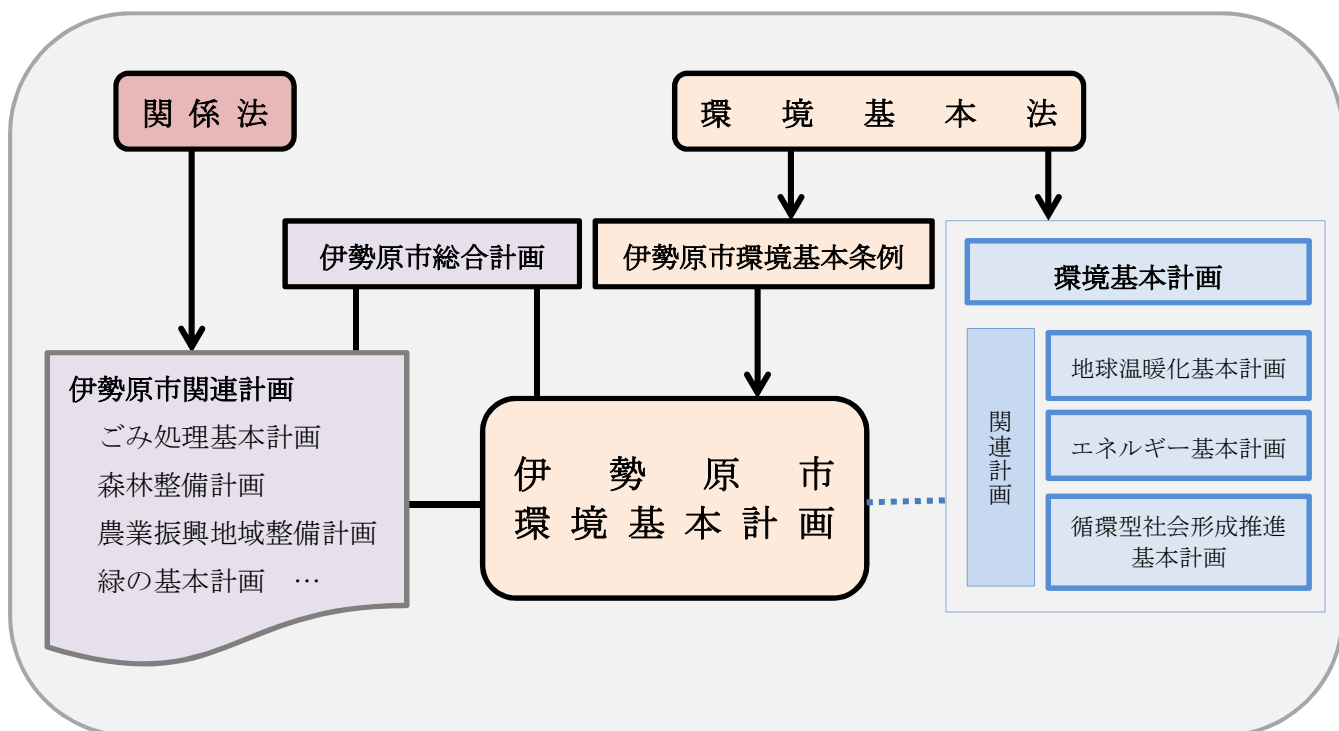 関係法
環境基本法
伊勢原市総合計画
伊勢原市環境基本条例
環境基本計画
伊勢原市関連計画
ごみ処理基本計画
森林整備計画
農業振興地域整備計画
緑の基本計画　…
伊勢原市
環境基本計画
関連計画
地球温暖化基本計画
エネルギー基本計画
循環型社会形成推進
基本計画